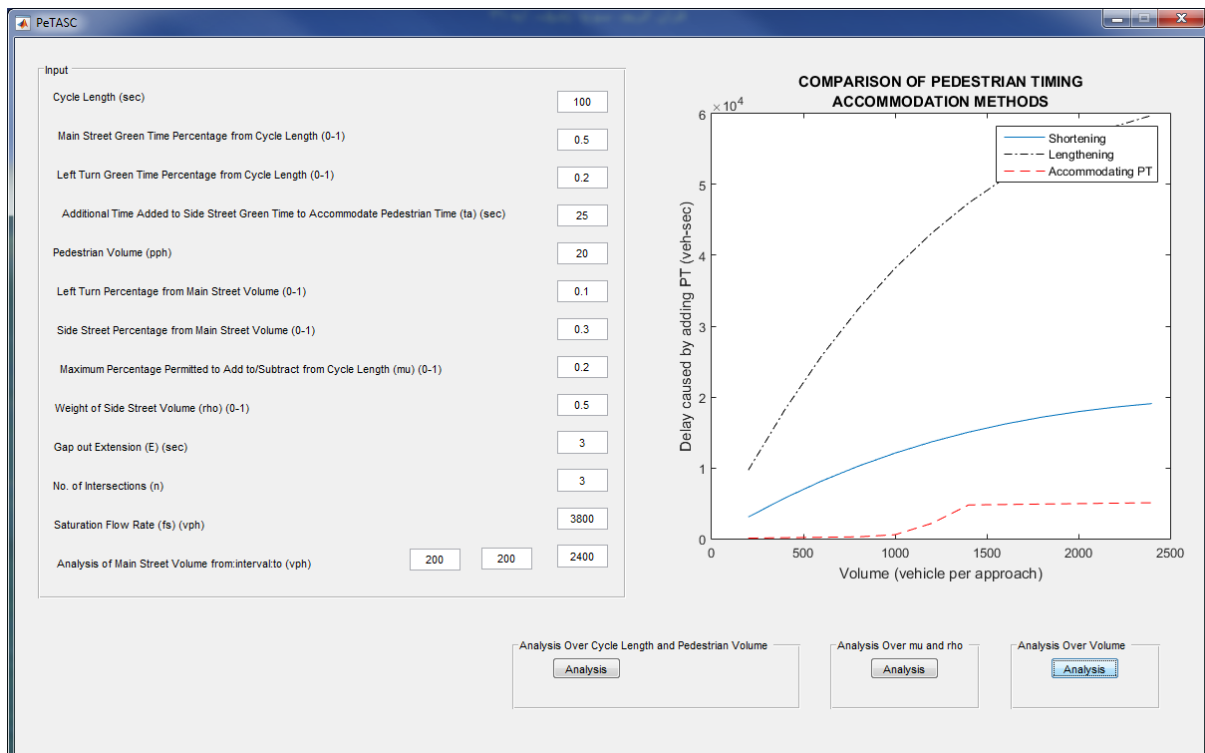 PeTASC
Input
Cycle Length (sec)
100
Main Street Green Time Percentage from Cycle Length (0-1)
0.5
Left Turn Green Time Percentage from Cycle Length (0-1)
0.2
Additional Time Added to Side Street Green Time to Accommodate Pedestrian Time (ta) (sec)
25
Pedestrian Volume (pph)
20
Left Turn Percentage from Main Street Volume (0-1)
0.1
Side Street Percentage from Main Street Volume (0-1)
0.3
Maximum Percentage Permitted to Add to/Subtract from Cycle Length (mu) (0-1)
0.2
Weight of Side Street Volume (rho) (0-1)
0.5
Gap out Extension (E) (sec)
3
No. of Intersections (n)
3
Saturation Flow Rate (fs) (vph)
3800
Analysis of Main Street Volume from:interval:to (vph)
200 200 2400
COMPARISON OF PEDESTRIAN TIMING
ACCOMMODATION METHODS
×10⁴
6
5
4
3
2
1
0
Delay caused by adding PT (veh-sec)
Shortening
Lengthening
Accommodating PT
0 500 1000 1500 2000 2500
Volume (vehicle per approach)
Analysis Over Cycle Length and Pedestrian Volume
Analysis
Analysis Over mu and rho
Analysis
Analysis Over Volume
Analysis